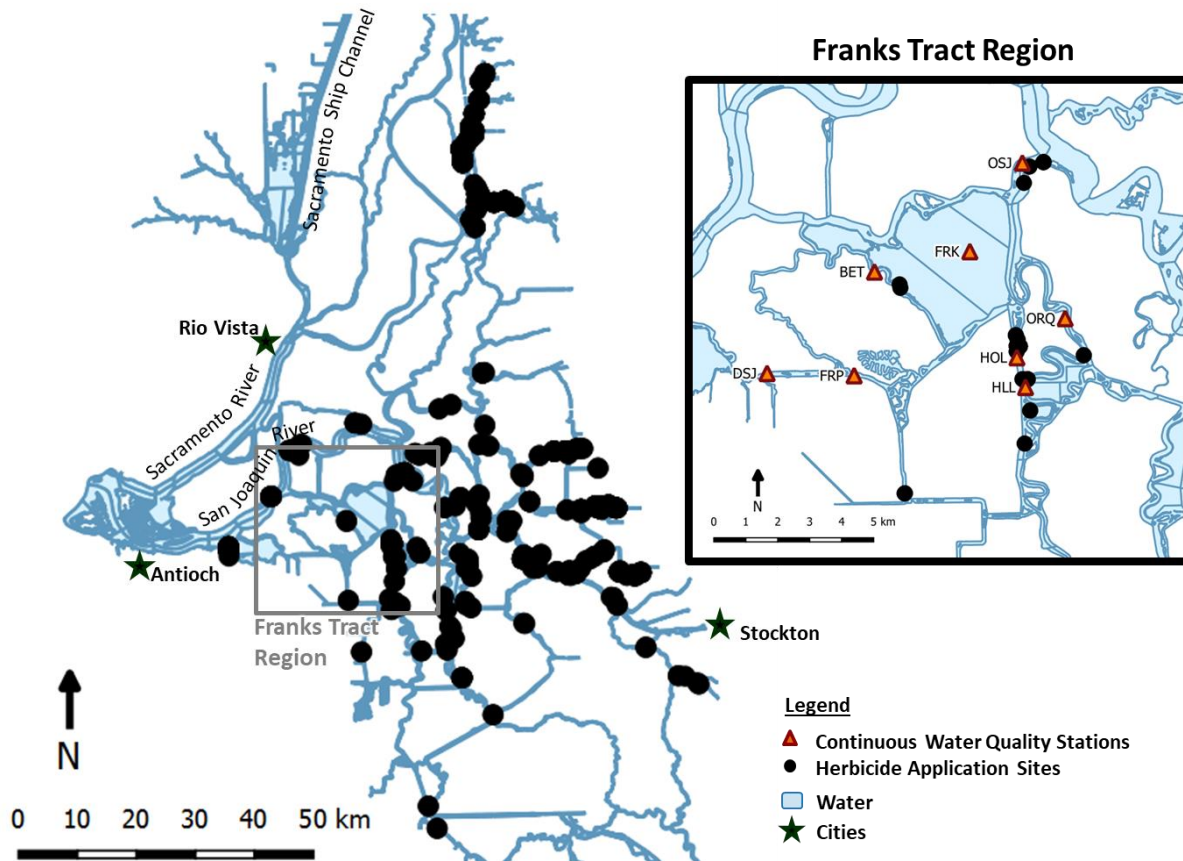 Franks Tract Region
Sacramento Ship Channel
Rio Vista
Sacramento River
San Joaquin River
Antioch
Franks Tract
Region
Stockton
N
0 10 20 30 40 50 km
OSJ
FRK
BET
ORQ
HOL
DSJ
FRP
HLL
N
0 1 2 3 4 5 km
Legend
Continuous Water Quality Stations
Herbicide Application Sites
Water
Cities